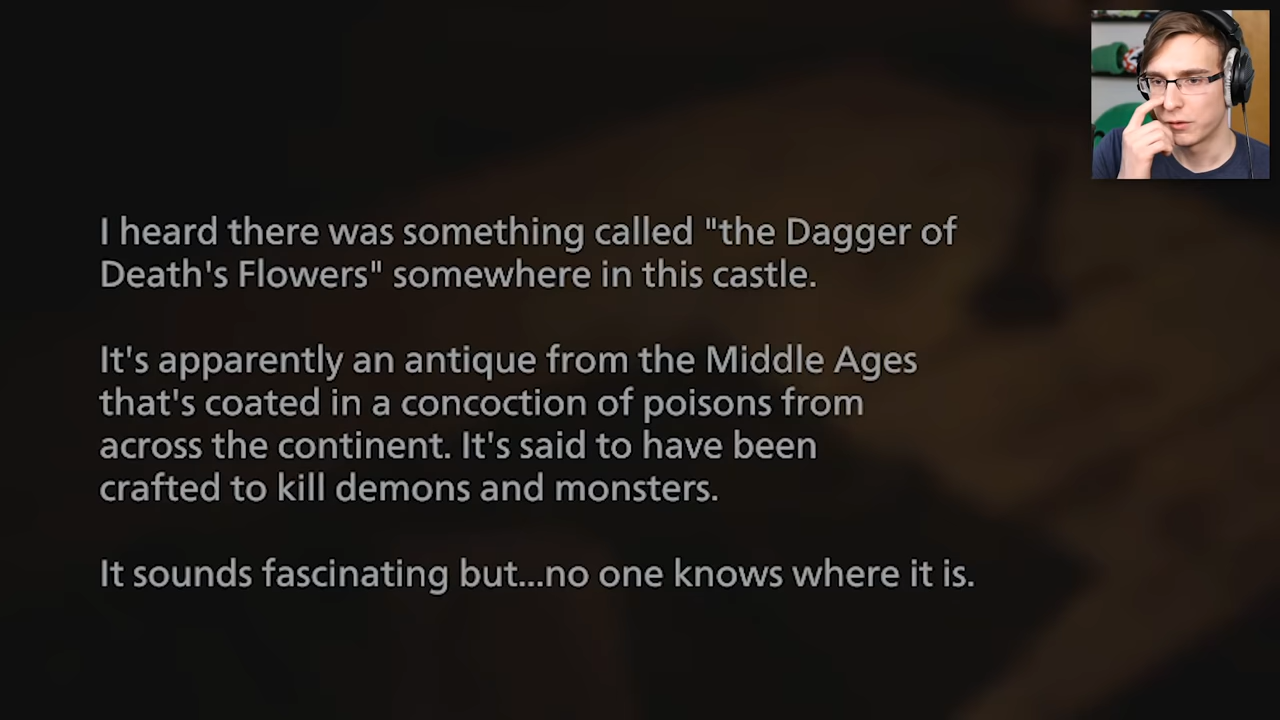 I heard there was something called "the Dagger of
Death's Flowers" somewhere in this castle.
It's apparently an antique from the Middle Ages
that's coated in a concoction of poisons from
across the continent. It's said to have been
crafted to kill demons and monsters.
It sounds fascinating but...no one knows where it is.